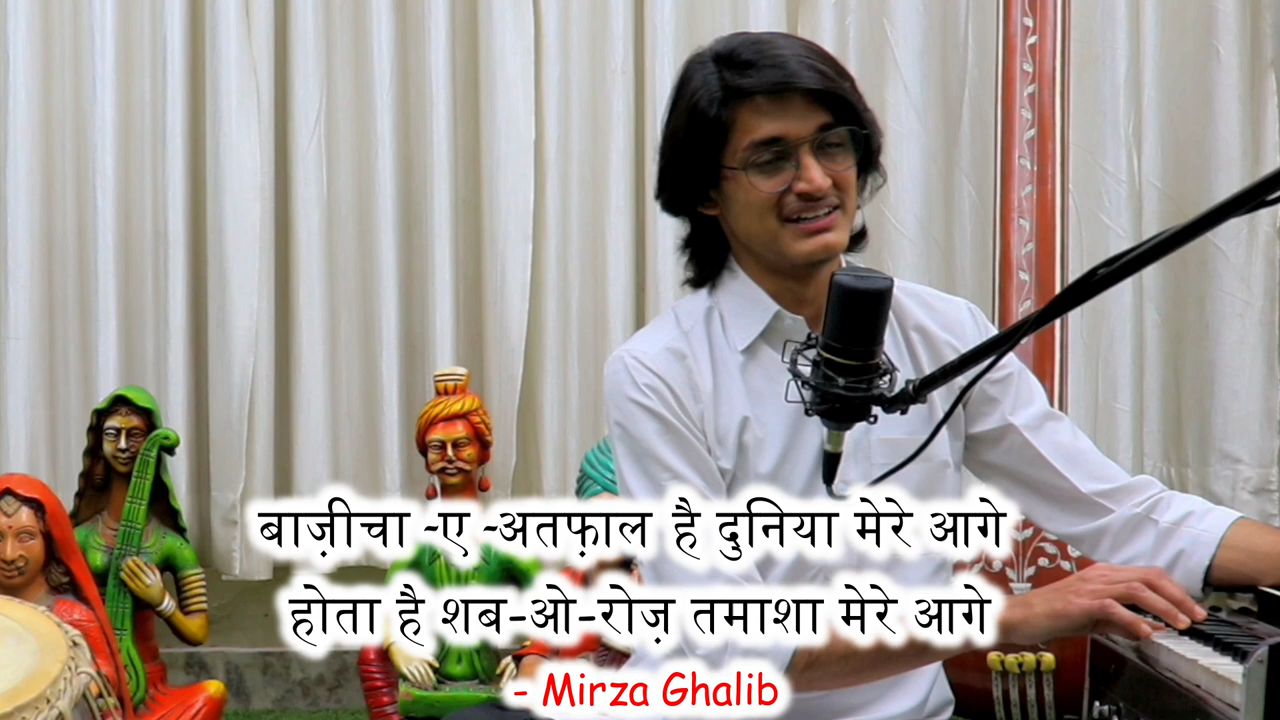 बाज़ीचा -ए -अतफ़ाल है दुनिया मेरे आगे
होता है शब-ओ-रोज़ तमाशा मेरे आगे
- Mirza Ghalib